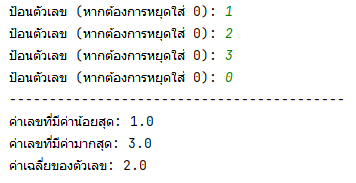 ป้อนตัวเลข (หากต้องการหยุดใส่ 0): 1
ป้อนตัวเลข (หากต้องการหยุดใส่ 0): 2
ป้อนตัวเลข (หากต้องการหยุดใส่ 0): 3
ป้อนตัวเลข (หากต้องการหยุดใส่ 0): 0
------------------------------------------
ค่าเลขที่มีค่าน้อยสุด: 1.0
ค่าเลขที่มีค่ามากสุด: 3.0
ค่าเฉลี่ยของตัวเลข: 2.0